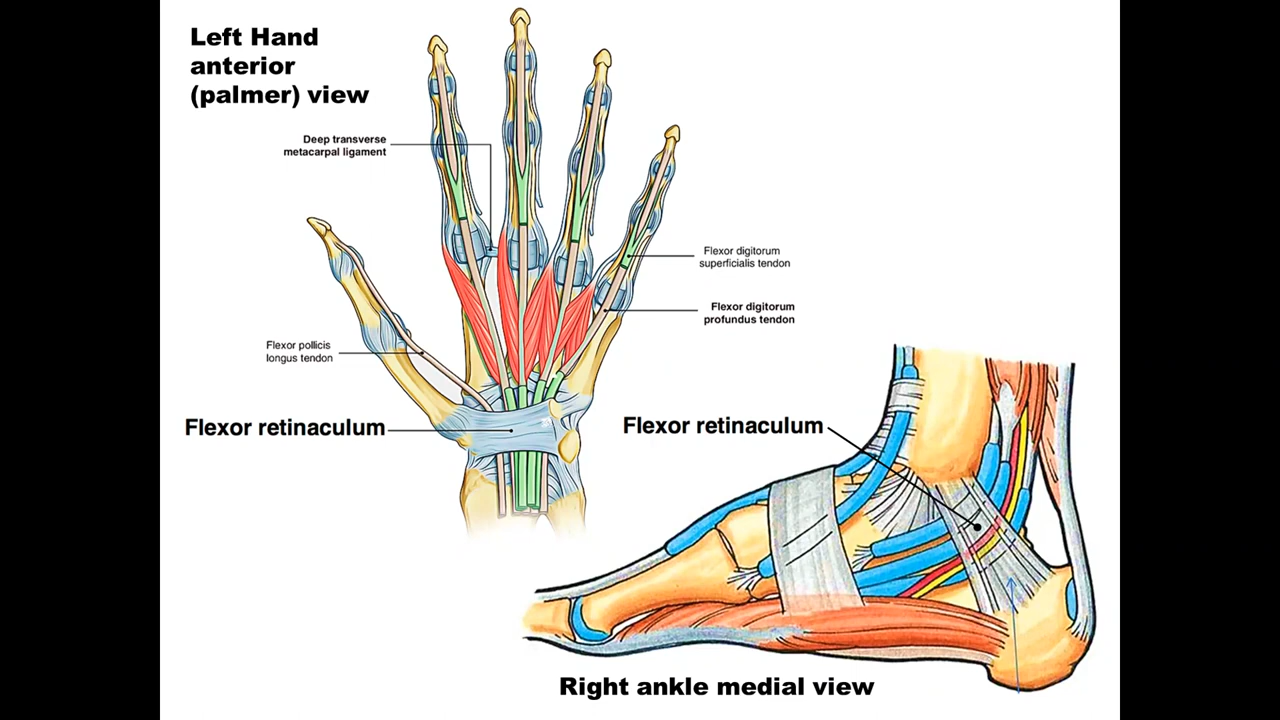 Left Hand
anterior
(palmer) view
Deep transverse
metacarpal ligament
Flexor digitorum
superficialis tendon
Flexor digitorum
profundus tendon
Flexor pollicis
longus tendon
Flexor retinaculum
Flexor retinaculum
Right ankle medial view